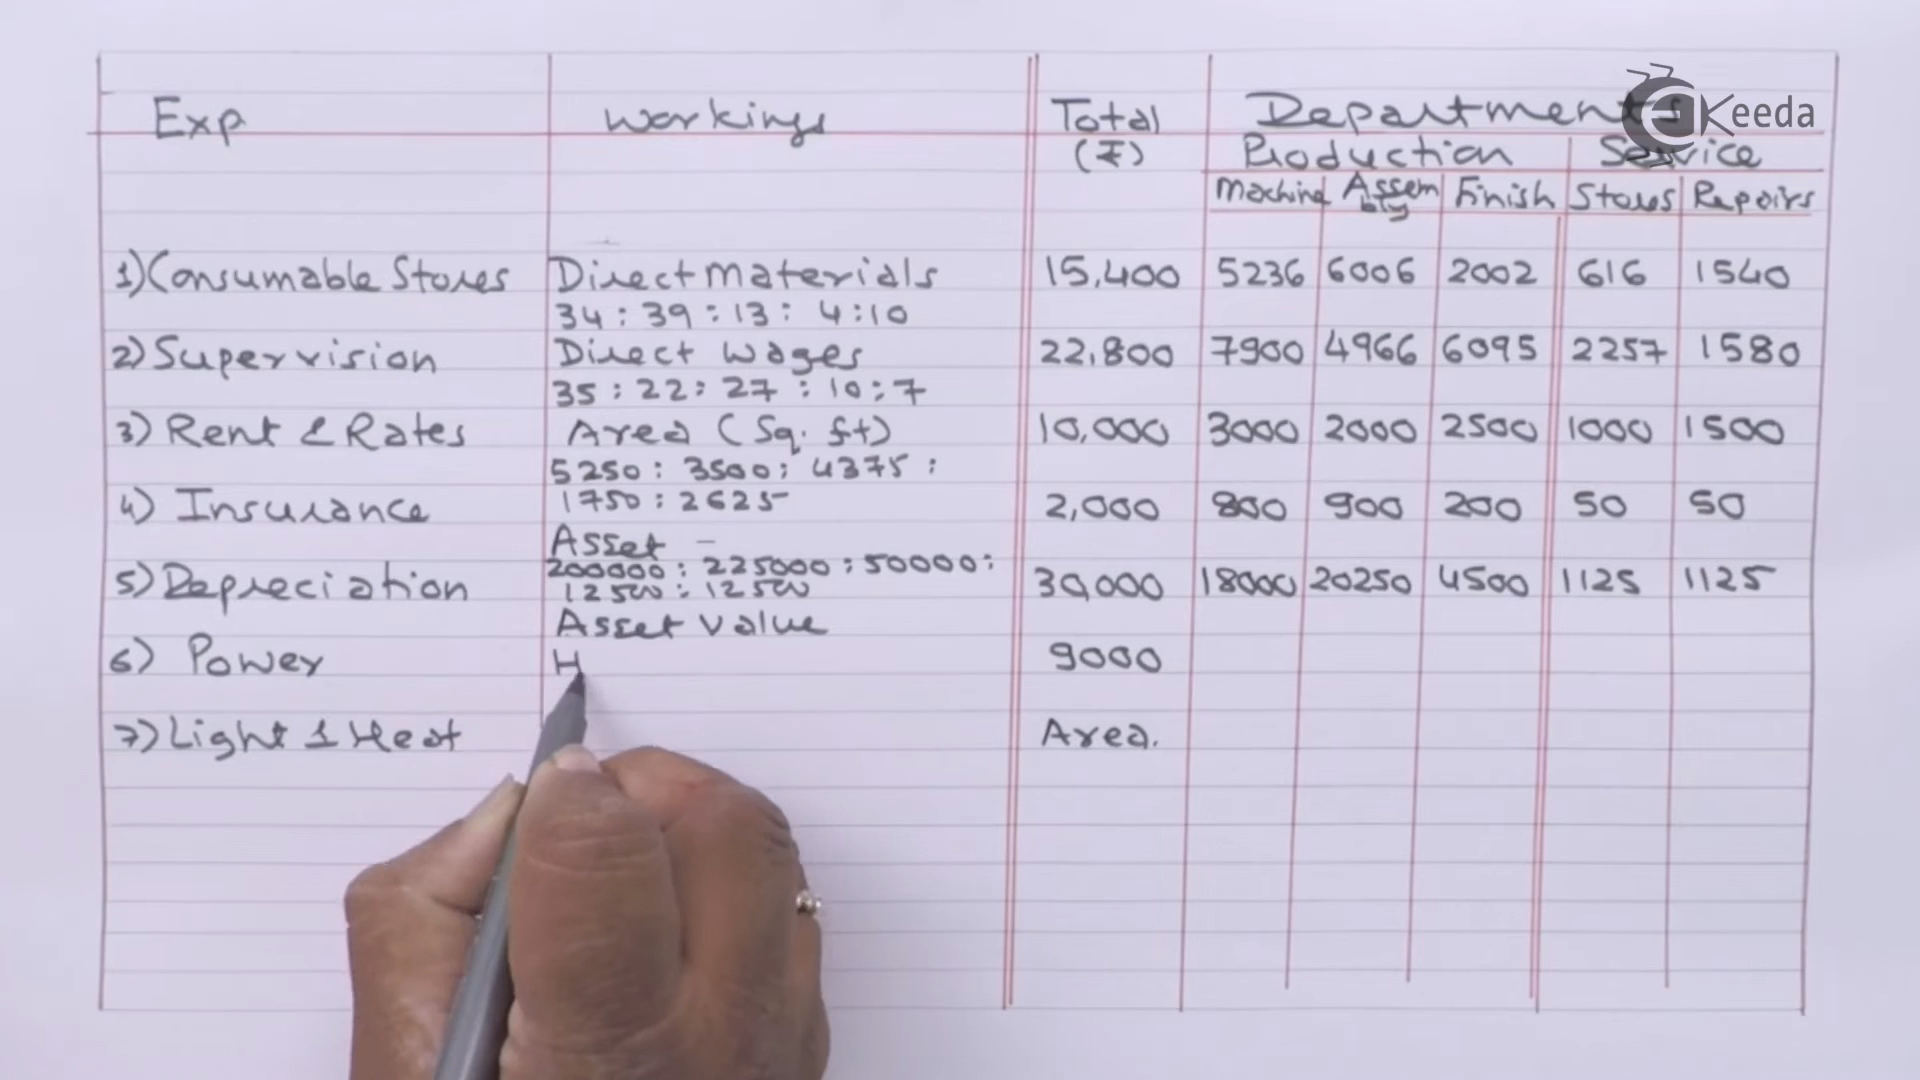 Exp Workings Total Departments
(₹) Production Service
Machine Assem Finish Stores Repairs
bly
1) Consumable Stores Direct Materials 15,400 5236 6006 2002 616 1540
34 : 39 : 13 : 4 : 10
2) Supervision Direct Wages 22,800 7900 4966 6095 2257 1580
35 : 22 : 27 : 10 : 7
3) Rent & Rates Area (Sq. ft) 10,000 3000 2000 2500 1000 1500
5250 : 3500 : 4375 :
4) Insurance 1750 : 2625 2,000 800 900 200 50 50
Asset -
200000 : 225000 : 50000 :
5) Depreciation 12500 : 12500 30,000 18000 20250 4500 1125 1125
Asset Value
6) Power H 9000
7) Light & Heat Area.
Keeda